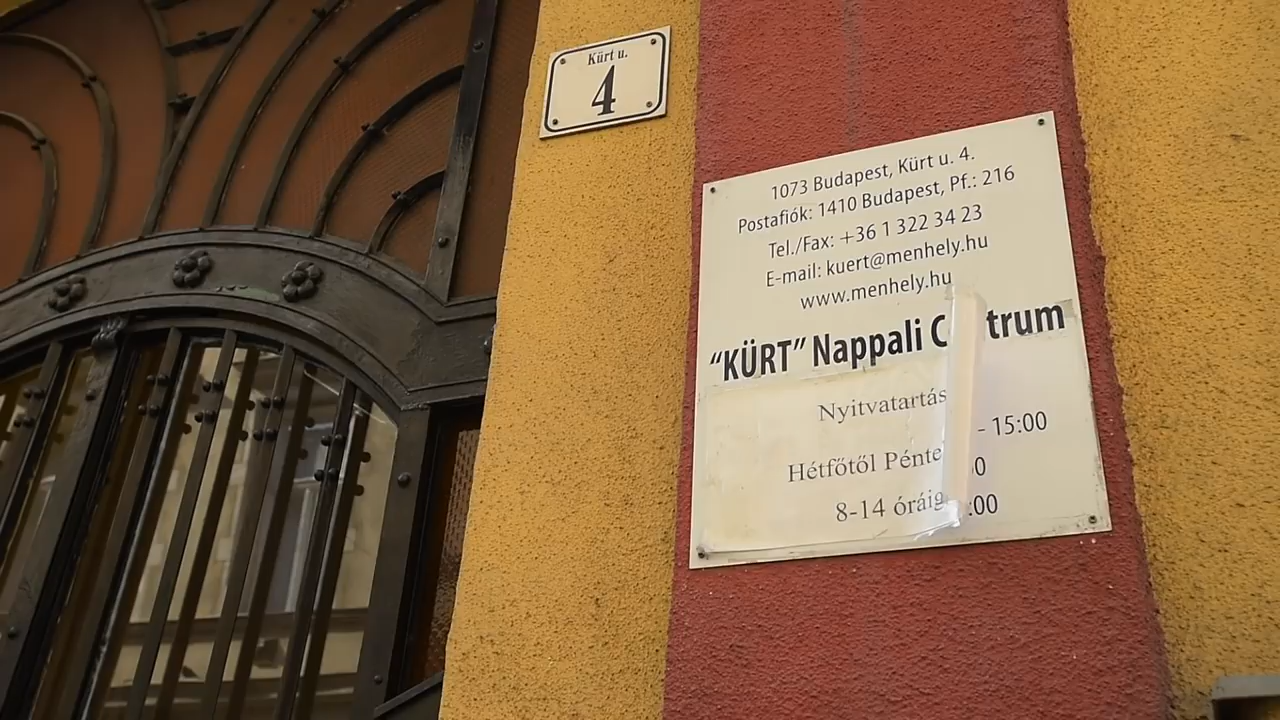 Kürt u.
4
1073 Budapest, Kürt u. 4.
Postafiók: 1410 Budapest, Pf.: 216
Tel./Fax: +36 1 322 34 23
E-mail: kuert@menhely.hu
www.menhely.hu
"KÜRT" Nappali C trum
Nyitvatartás
- 15:00
Hétfőtől Pénte
8-14 óráig
:00